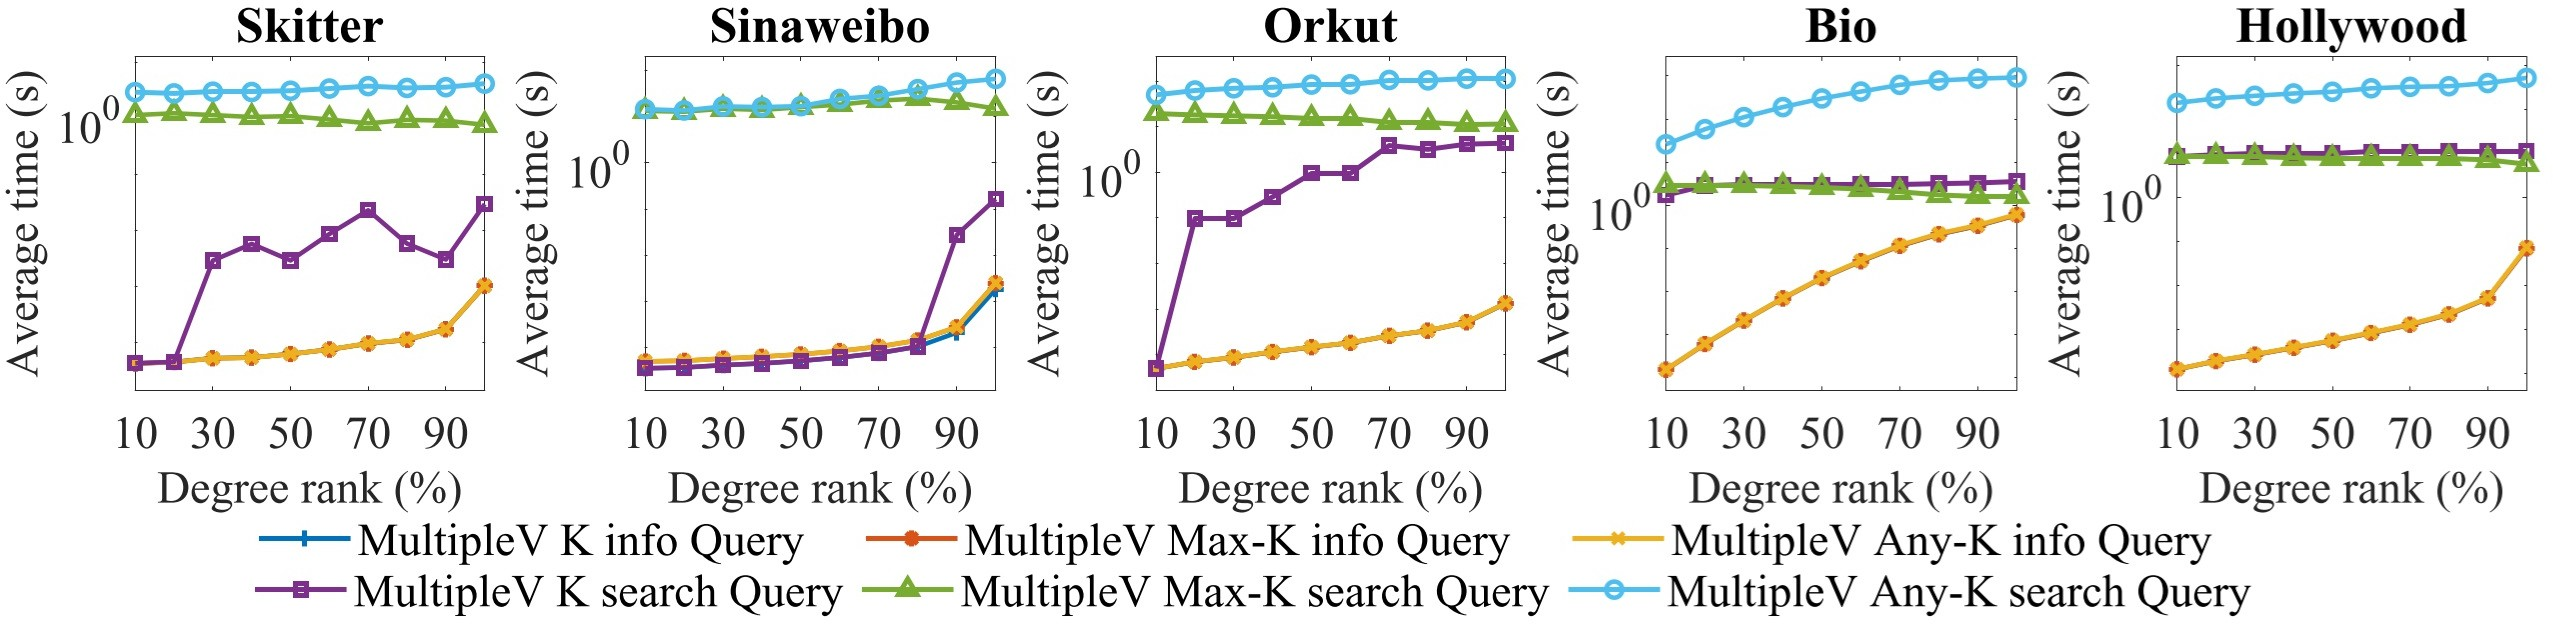 Skitter Sinaweibo Orkut Bio Hollywood
Average time (s) Average time (s) Average time (s) Average time (s) Average time (s)
10^0 10^0 10^0 10^0 10^0
10 30 50 70 90 10 30 50 70 90 10 30 50 70 90 10 30 50 70 90 10 30 50 70 90
Degree rank (%) Degree rank (%) Degree rank (%) Degree rank (%) Degree rank (%)
MultipleV K info Query MultipleV Max-K info Query MultipleV Any-K info Query
MultipleV K search Query MultipleV Max-K search Query MultipleV Any-K search Query